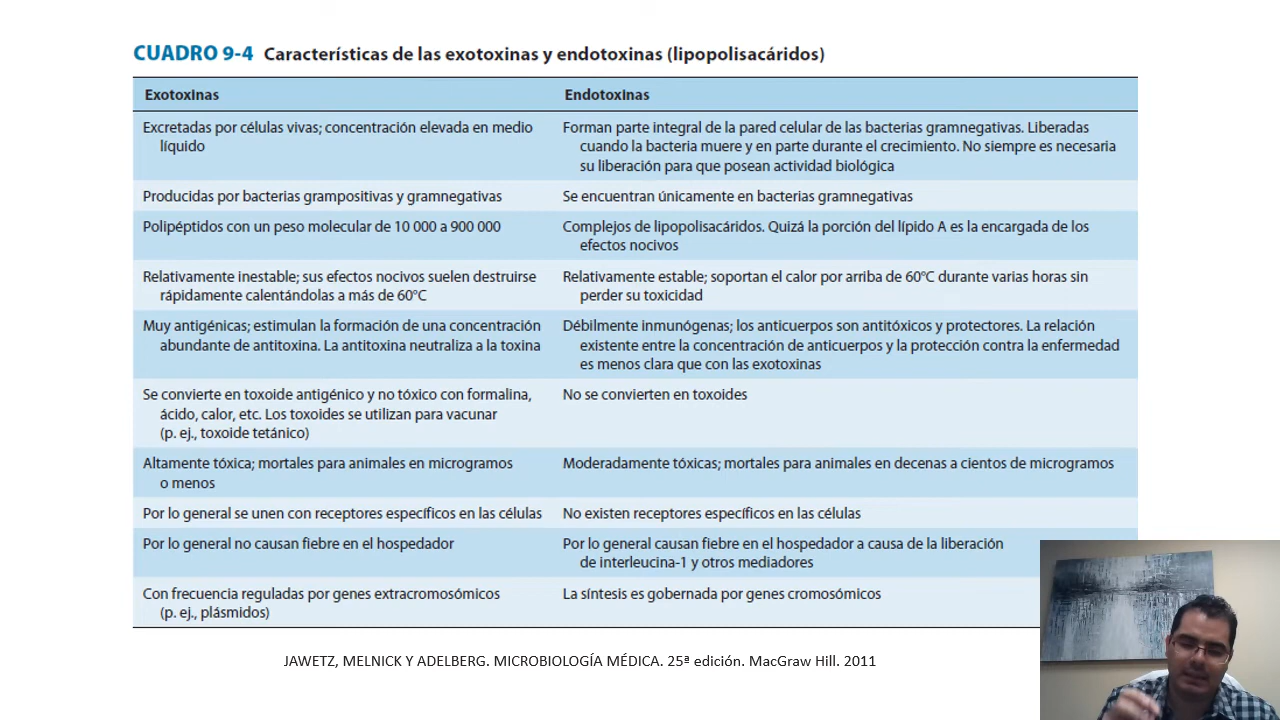 CUADRO 9-4 Características de las exotoxinas y endotoxinas (lipopolisacáridos)
Exotoxinas
Endotoxinas
Excretadas por células vivas; concentración elevada en medio
líquido
Forman parte integral de la pared celular de las bacterias gramnegativas. Liberadas
cuando la bacteria muere y en parte durante el crecimiento. No siempre es necesaria
su liberación para que posean actividad biológica
Producidas por bacterias grampositivas y gramnegativas
Se encuentran únicamente en bacterias gramnegativas
Polipéptidos con un peso molecular de 10 000 a 900 000
Complejos de lipopolisacáridos. Quizá la porción del lípido A es la encargada de los
efectos nocivos
Relativamente inestable; sus efectos nocivos suelen destruirse
rápidamente calentándolas a más de 60°C
Relativamente estable; soportan el calor por arriba de 60°C durante varias horas sin
perder su toxicidad
Muy antigénicas; estimulan la formación de una concentración
abundante de antitoxina. La antitoxina neutraliza a la toxina
Débilmente inmunógenas; los anticuerpos son antitóxicos y protectores. La relación
existente entre la concentración de anticuerpos y la protección contra la enfermedad
es menos clara que con las exotoxinas
Se convierte en toxoide antigénico y no tóxico con formalina,
ácido, calor, etc. Los toxoides se utilizan para vacunar
(p. ej., toxoide tetánico)
No se convierten en toxoides
Altamente tóxica; mortales para animales en microgramos
o menos
Moderadamente tóxicas; mortales para animales en decenas a cientos de microgramos
Por lo general se unen con receptores específicos en las células
No existen receptores específicos en las células
Por lo general no causan fiebre en el hospedador
Por lo general causan fiebre en el hospedador a causa de la liberación
de interleucina-1 y otros mediadores
Con frecuencia reguladas por genes extracromosómicos
(p. ej., plásmidos)
La síntesis es gobernada por genes cromosómicos
JAWETZ, MELNICK Y ADELBERG. MICROBIOLOGÍA MÉDICA. 25ª edición. MacGraw Hill. 2011